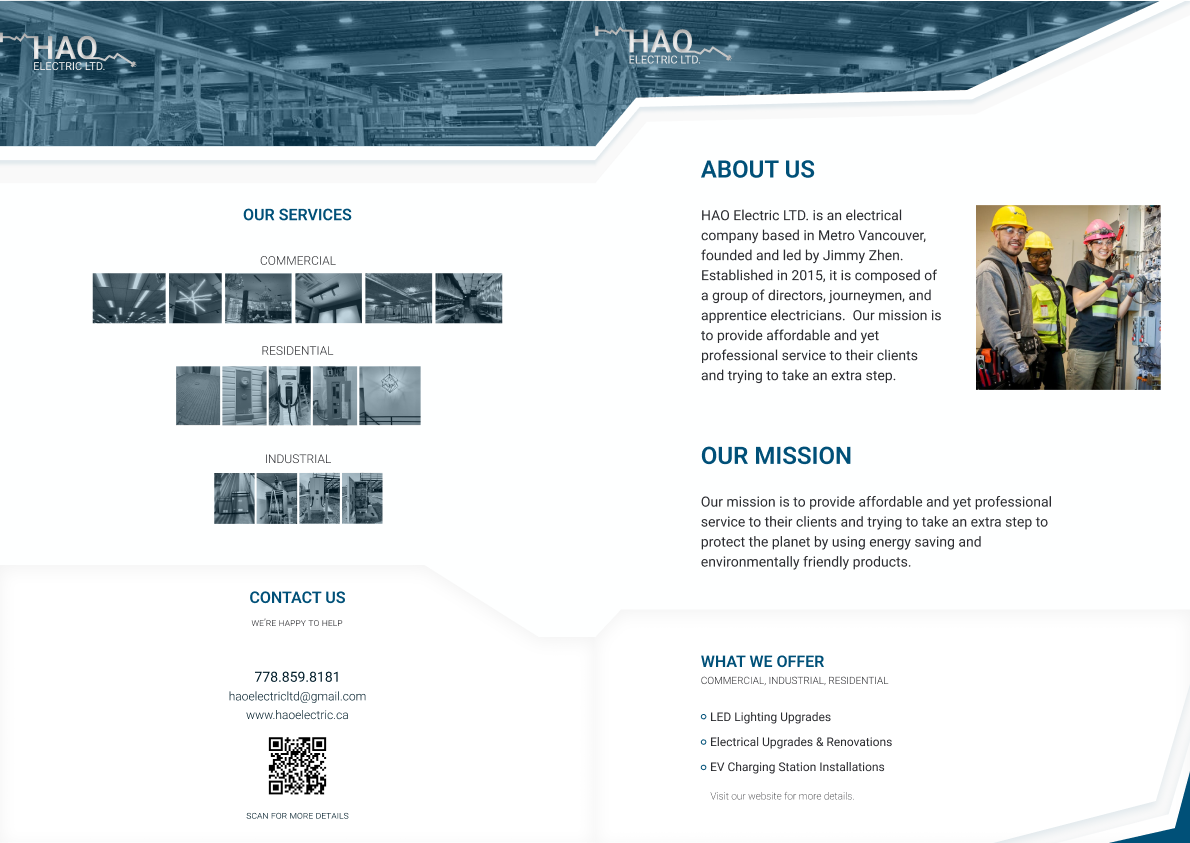 HAO
ELECTRIC LTD.
OUR SERVICES
COMMERCIAL
RESIDENTIAL
INDUSTRIAL
CONTACT US
WE'RE HAPPY TO HELP
778.859.8181
haoelectricltd@gmail.com
www.haoelectric.ca
SCAN FOR MORE DETAILS
HAO
ELECTRIC LTD.
ABOUT US
HAO Electric LTD. is an electrical
company based in Metro Vancouver,
founded and led by Jimmy Zhen.
Established in 2015, it is composed of
a group of directors, journeymen, and
apprentice electricians.  Our mission is
to provide affordable and yet
professional service to their clients
and trying to take an extra step.
OUR MISSION
Our mission is to provide affordable and yet professional
service to their clients and trying to take an extra step to
protect the planet by using energy saving and
environmentally friendly products.
WHAT WE OFFER
COMMERCIAL, INDUSTRIAL, RESIDENTIAL
LED Lighting Upgrades
Electrical Upgrades & Renovations
EV Charging Station Installations
Visit our website for more details.